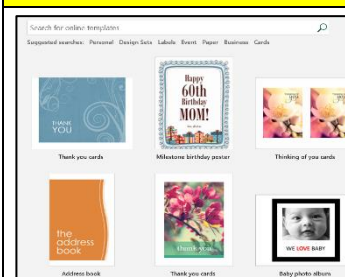 Search for online templates
Suggested searches: Personal Design Sets Labels Event Paper Business Cards
THANK
YOU
Happy
60th
Birthday
MOM!
Thank you cards
Milestone birthday poster
Thinking of you cards
the
address
book
thank you
WE LOVE BABY
Address book
Thank you cards
Baby photo album